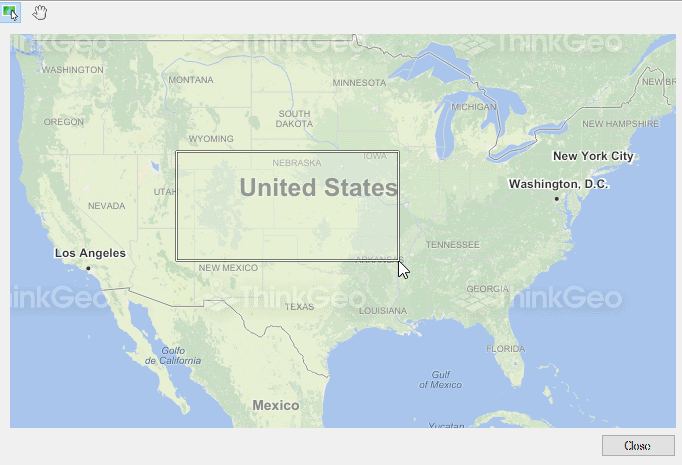 ThinkGeo
ThinkGeo
WASHINGTON
MONTANA
MINNESOTA
NEW BR
OREGON
SOUTH
DAKOTA
MICHIGAN
NEW HAMPSHIRE
WYOMING
NEBRASKA
IOWA
New York City
UTAH
United States
Washington, D.C.
NEVADA
TENNESSEE
Los Angeles
ARKANSAS
NEW MEXICO
GEORGIA
ThinkGeo
ThinkGeo
ThinkGeo
TEXAS
LOUISIANA
Golfo
de California
FLORIDA
Gulf
of Mexico
Mexico
Yucatan
Close